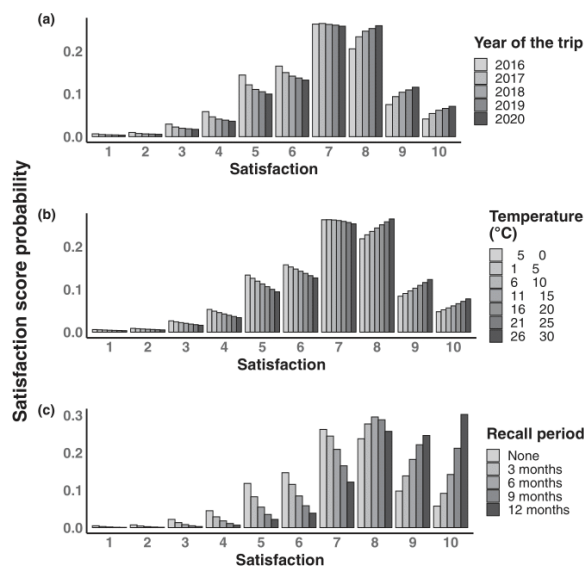 Satisfaction score probability
(a)
0.2
0.1
0.0
1 2 3 4 5 6 7 8 9 10
Satisfaction
Year of the trip
2016
2017
2018
2019
2020
(b)
0.2
0.1
0.0
1 2 3 4 5 6 7 8 9 10
Satisfaction
Temperature
(°C)
5 0
1 5
6 10
11 15
16 20
21 25
26 30
(c)
0.3
0.2
0.1
0.0
1 2 3 4 5 6 7 8 9 10
Satisfaction
Recall period
None
3 months
6 months
9 months
12 months